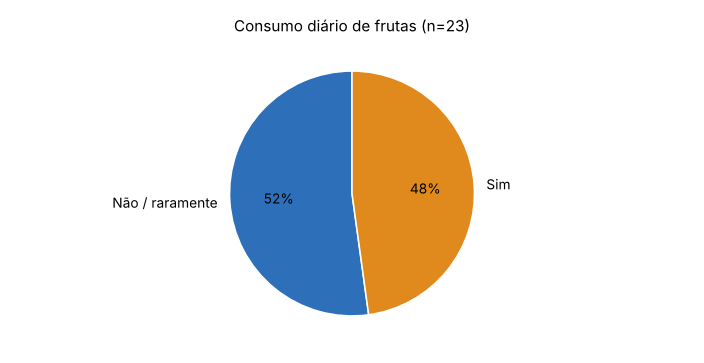 Consumo diário de frutas (n=23)
Sim
48%
52%
Não / raramente